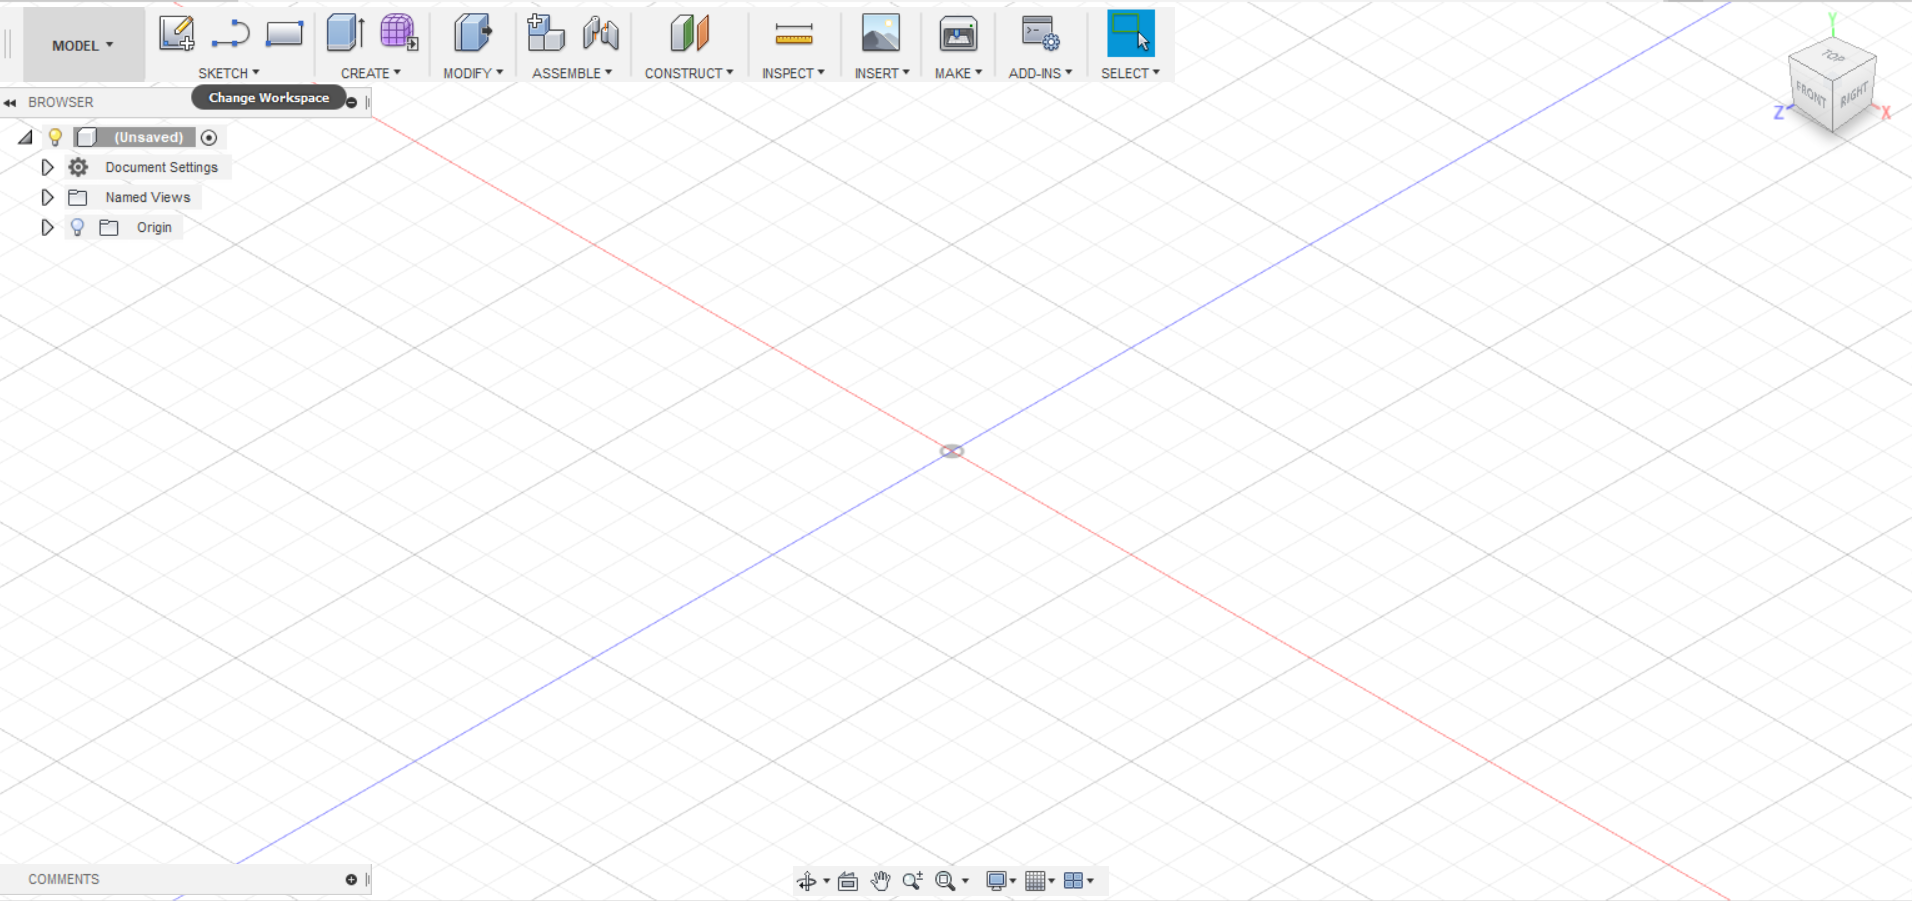 MODEL
SKETCH
CREATE
MODIFY
ASSEMBLE
CONSTRUCT
INSPECT
INSERT
MAKE
ADD-INS
SELECT
BROWSER
Change Workspace
(Unsaved)
Document Settings
Named Views
Origin
Y
TOP
FRONT
RIGHT
Z
X
COMMENTS